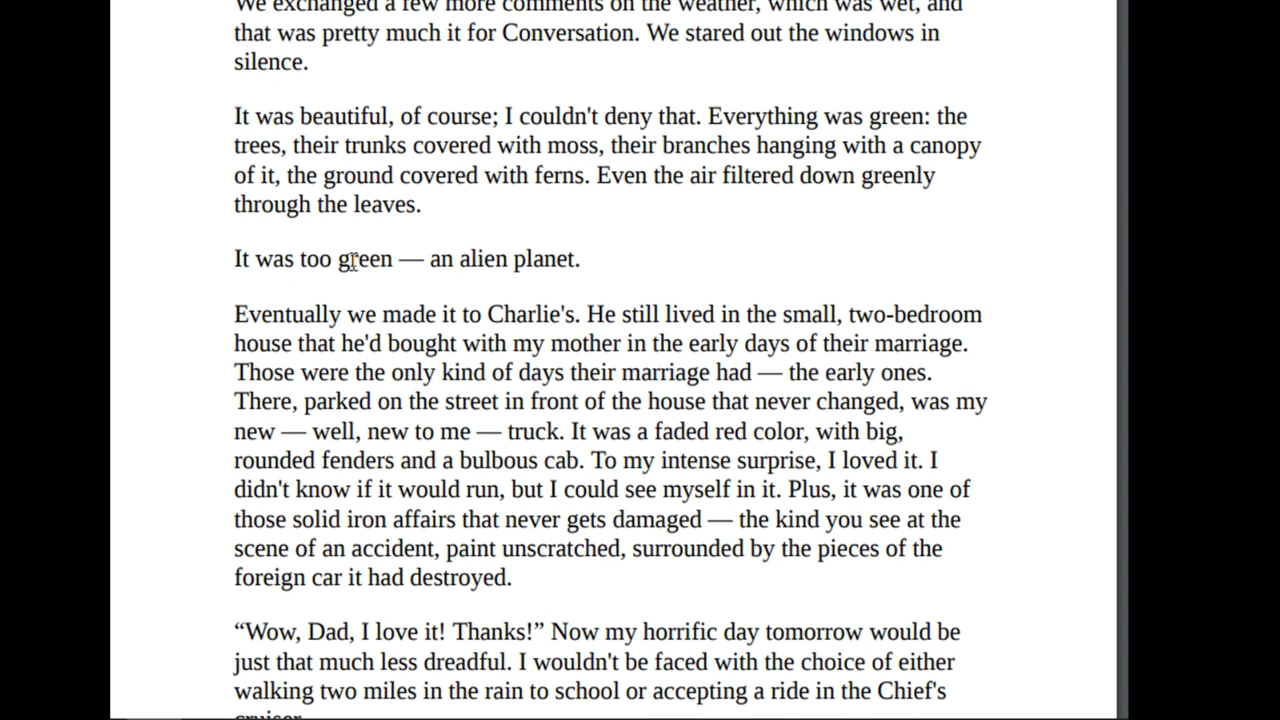 We exchanged a few more comments on the weather, which was wet, and
that was pretty much it for Conversation. We stared out the windows in
silence.
It was beautiful, of course; I couldn't deny that. Everything was green: the
trees, their trunks covered with moss, their branches hanging with a canopy
of it, the ground covered with ferns. Even the air filtered down greenly
through the leaves.
It was too green — an alien planet.
Eventually we made it to Charlie's. He still lived in the small, two-bedroom
house that he'd bought with my mother in the early days of their marriage.
Those were the only kind of days their marriage had — the early ones.
There, parked on the street in front of the house that never changed, was my
new — well, new to me — truck. It was a faded red color, with big,
rounded fenders and a bulbous cab. To my intense surprise, I loved it. I
didn't know if it would run, but I could see myself in it. Plus, it was one of
those solid iron affairs that never gets damaged — the kind you see at the
scene of an accident, paint unscratched, surrounded by the pieces of the
foreign car it had destroyed.
“Wow, Dad, I love it! Thanks!” Now my horrific day tomorrow would be
just that much less dreadful. I wouldn't be faced with the choice of either
walking two miles in the rain to school or accepting a ride in the Chief's
cruiser.